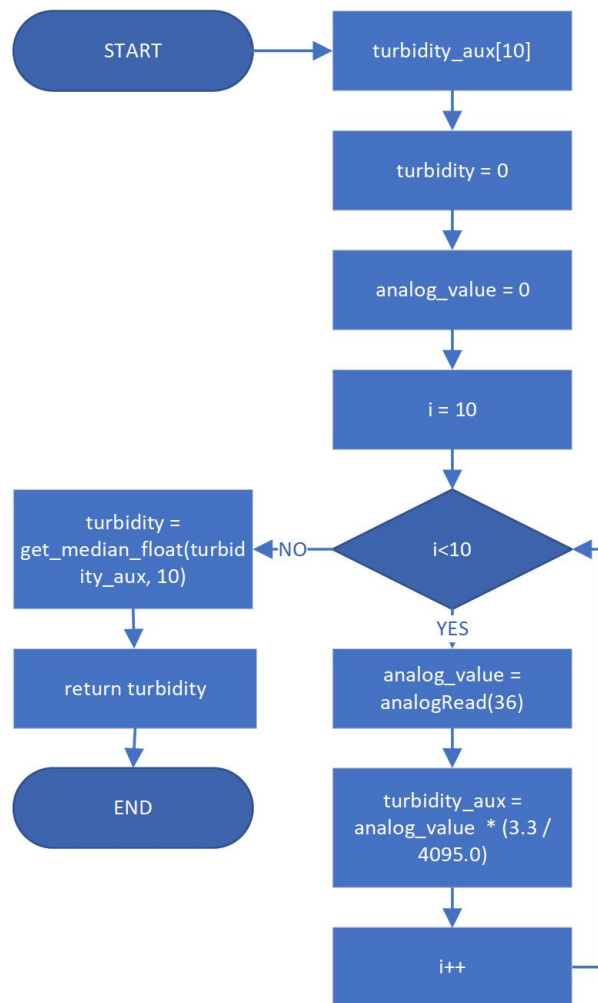 START
turbidity_aux[10]
turbidity = 0
analog_value = 0
i = 10
i<10
NO
turbidity =
get_median_float(turbid
ity_aux, 10)
return turbidity
END
YES
analog_value =
analogRead(36)
turbidity_aux =
analog_value  * (3.3 /
4095.0)
i++